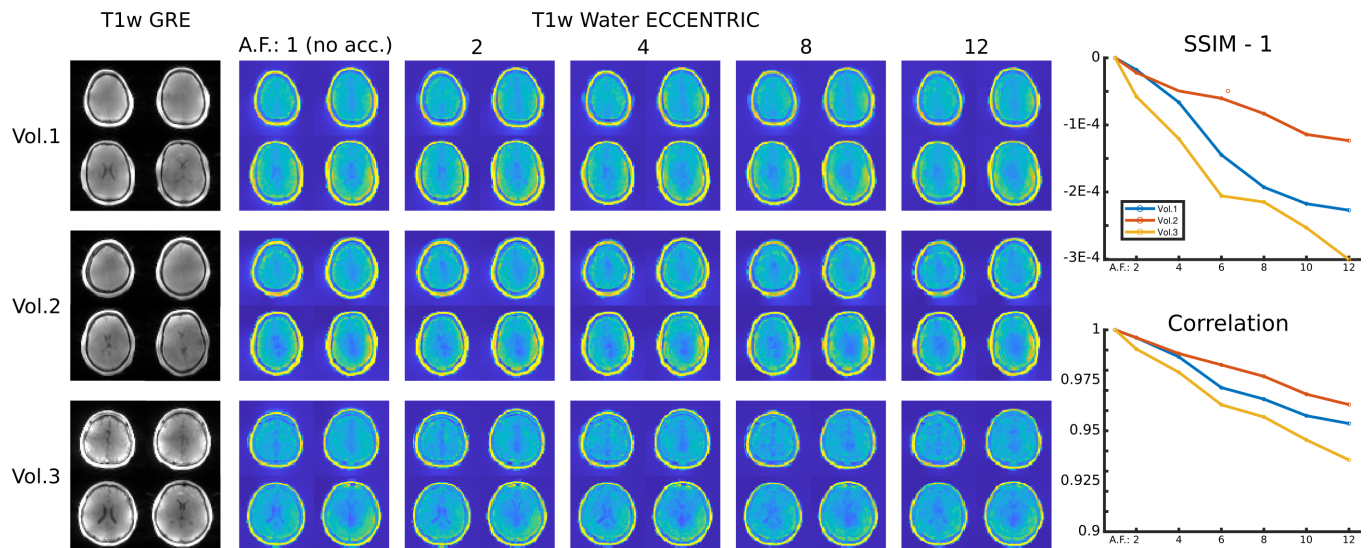 T1w GRE
T1w Water ECCENTRIC
A.F.: 1 (no acc.)
2
4
8
12
Vol.1
Vol.2
Vol.3
SSIM - 1
0
-1E-4
-2E-4
-3E-4
Vol.1
Vol.2
Vol.3
A.F.: 2
4
6
8
10
12
Correlation
1
0.975
0.95
0.925
0.9
A.F.: 2
4
6
8
10
12